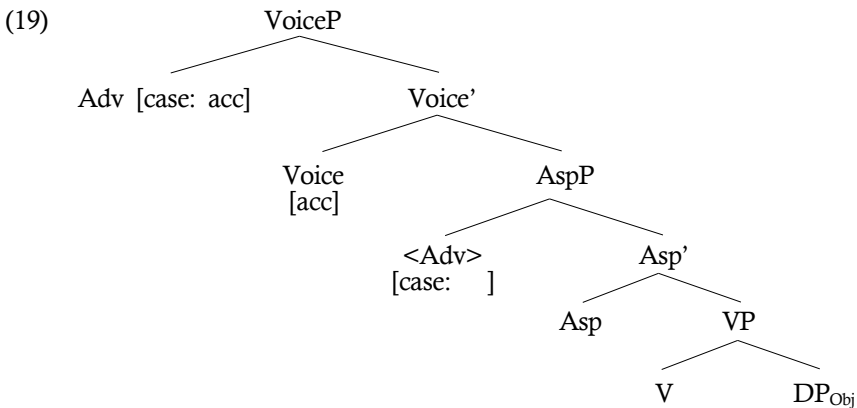 (19) VoiceP
Adv [case: acc] Voice’
Voice AspP
[acc]
<Adv> Asp’
[case: ]
Asp VP
V DPObj